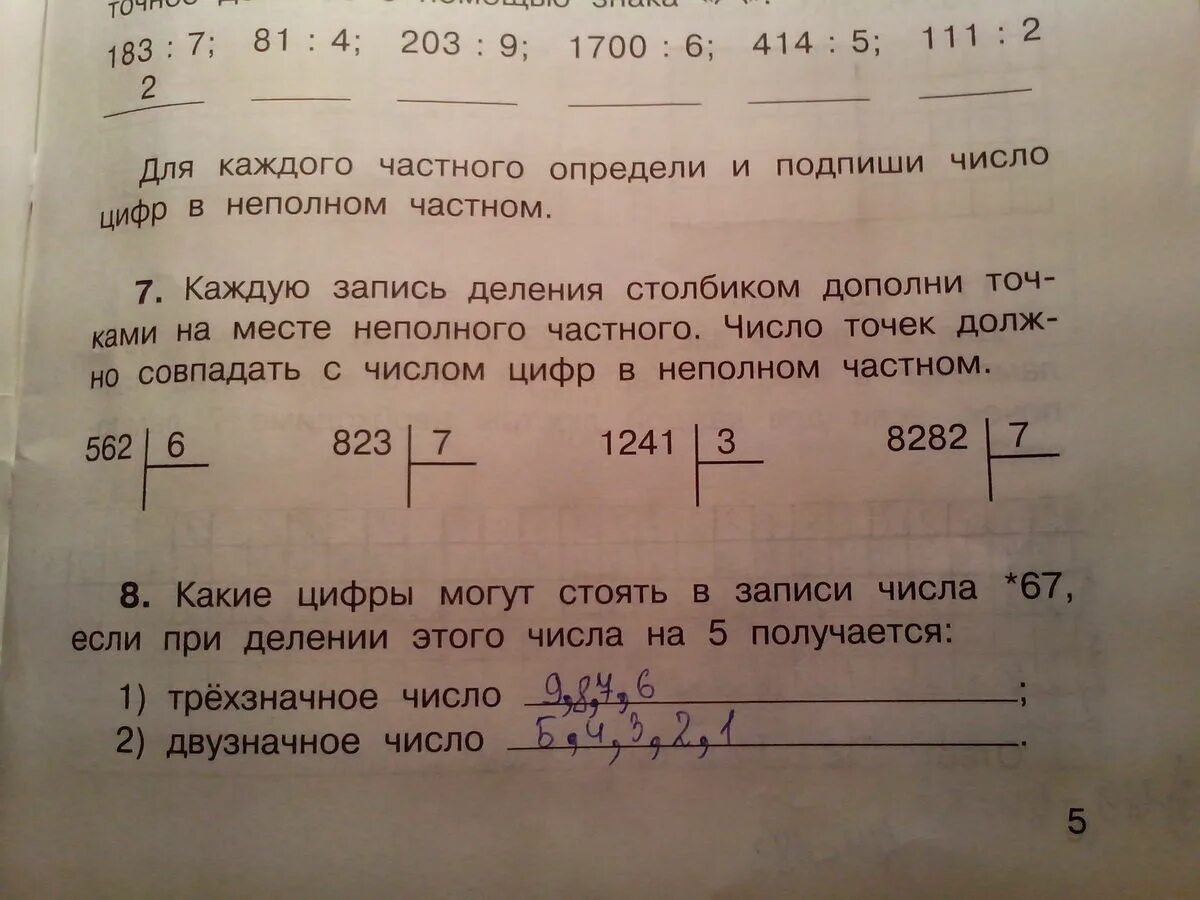 точное с помощью знака
183 : 7; 81 : 4; 203 : 9; 1700 : 6; 414 : 5; 111 : 2
2
Для каждого частного определи и подпиши число
цифр в неполном частном.
7. Каждую запись деления столбиком дополни точ-
ками на месте неполного частного. Число точек долж-
но совпадать с числом цифр в неполном частном.
562 6 823 7 1241 3 8282 7
8. Какие цифры могут стоять в записи числа *67,
если при делении этого числа на 5 получается:
1) трёхзначное число 9,8,7,6;
2) двузначное число 5,4,3,2,1.
5